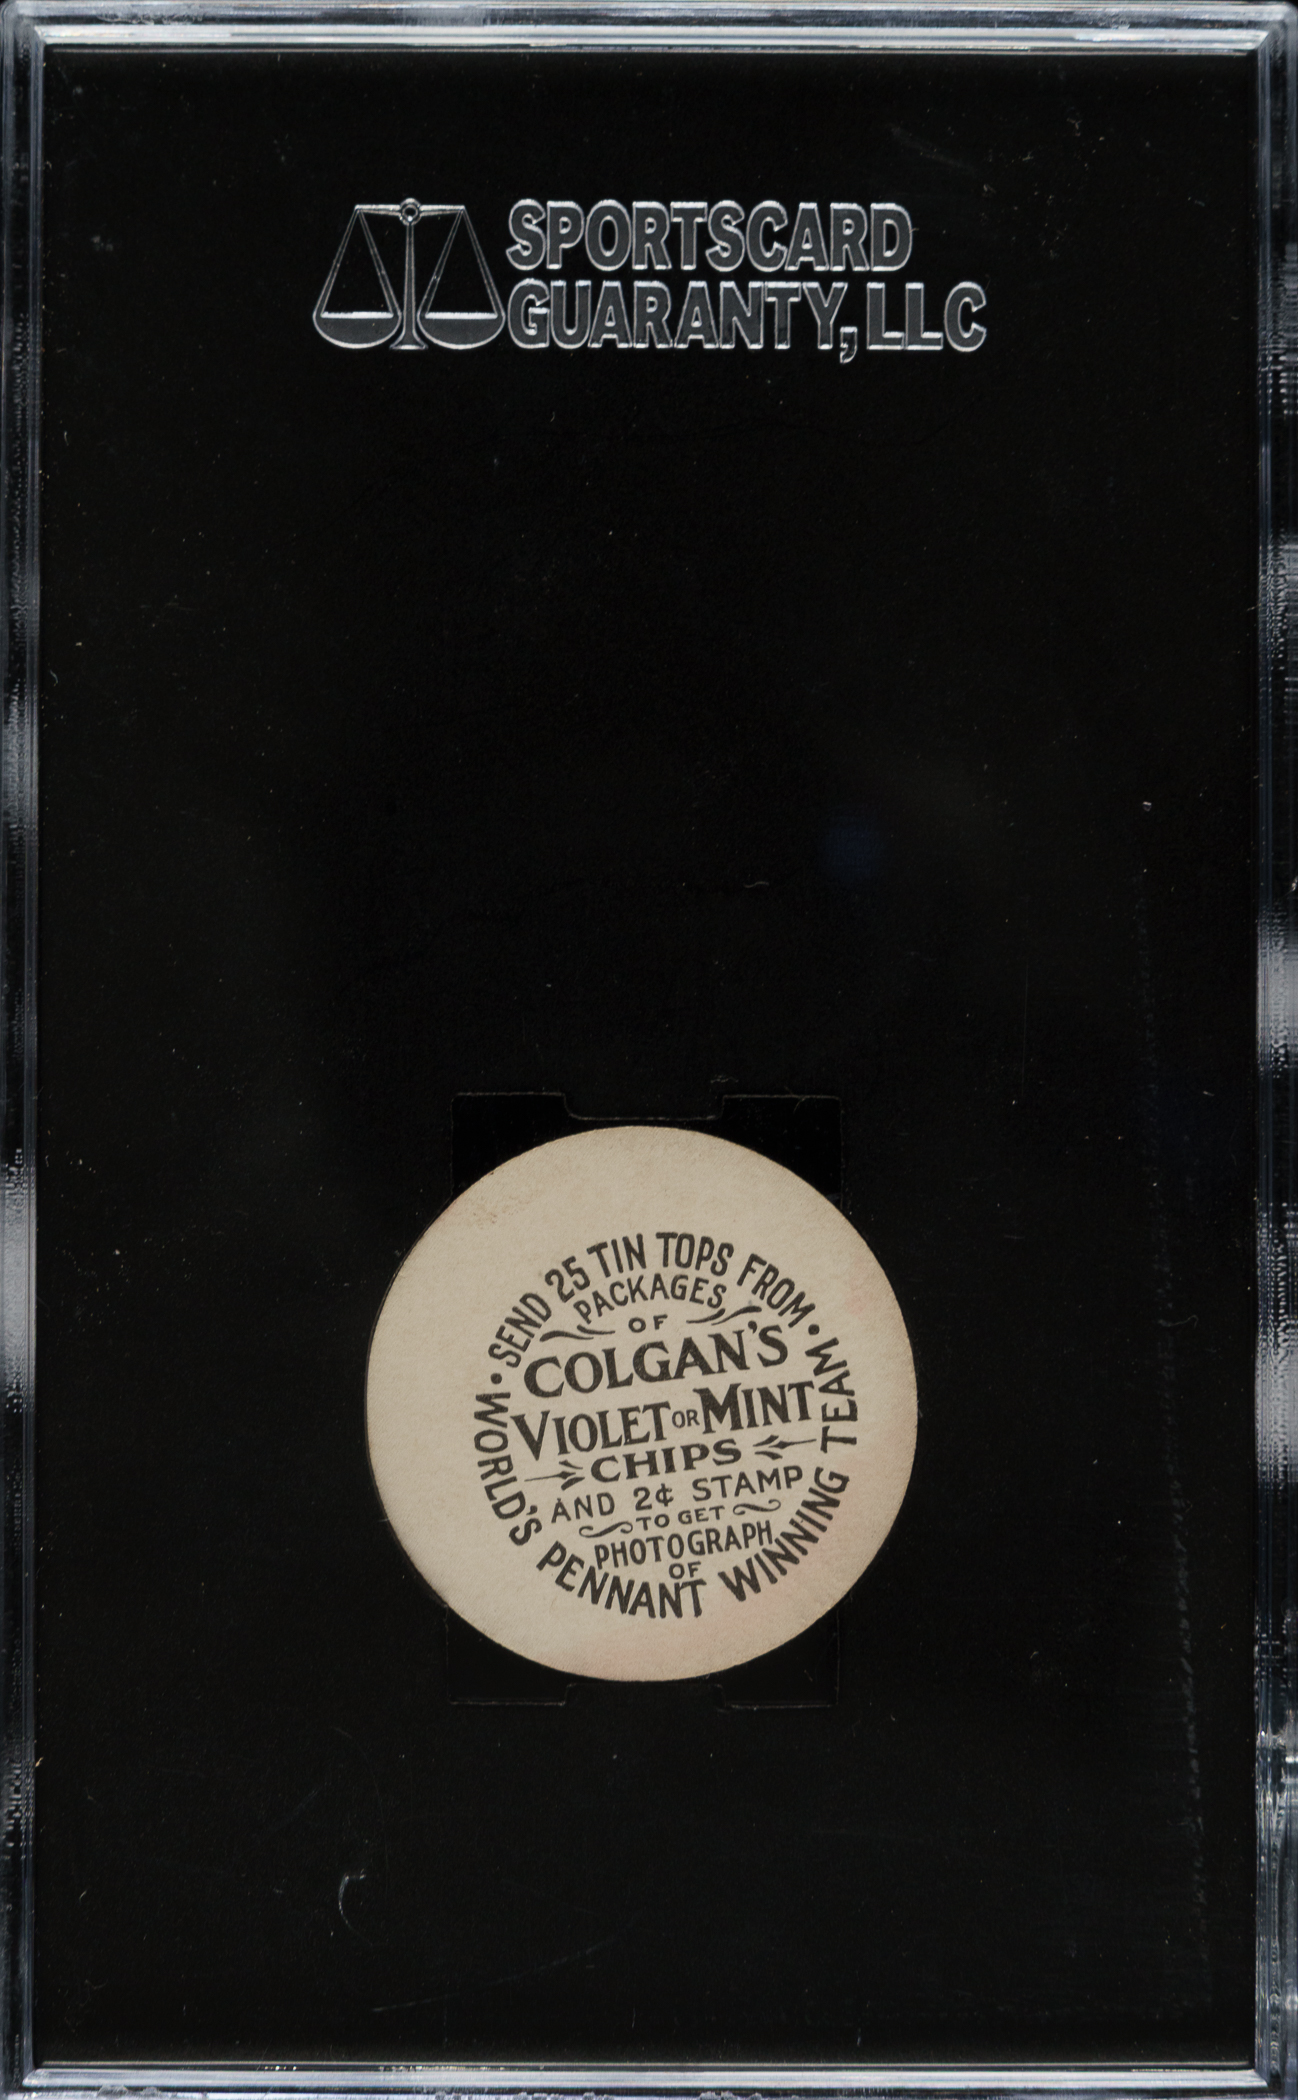 SPORTSCARD
GUARANTY, LLC
• SEND 25 TIN TOPS FROM •
PACKAGES
OF
COLGAN'S
VIOLET OR MINT
CHIPS
AND 2¢ STAMP
TO GET
PHOTOGRAPH
OF
WORLD'S PENNANT WINNING TEAM